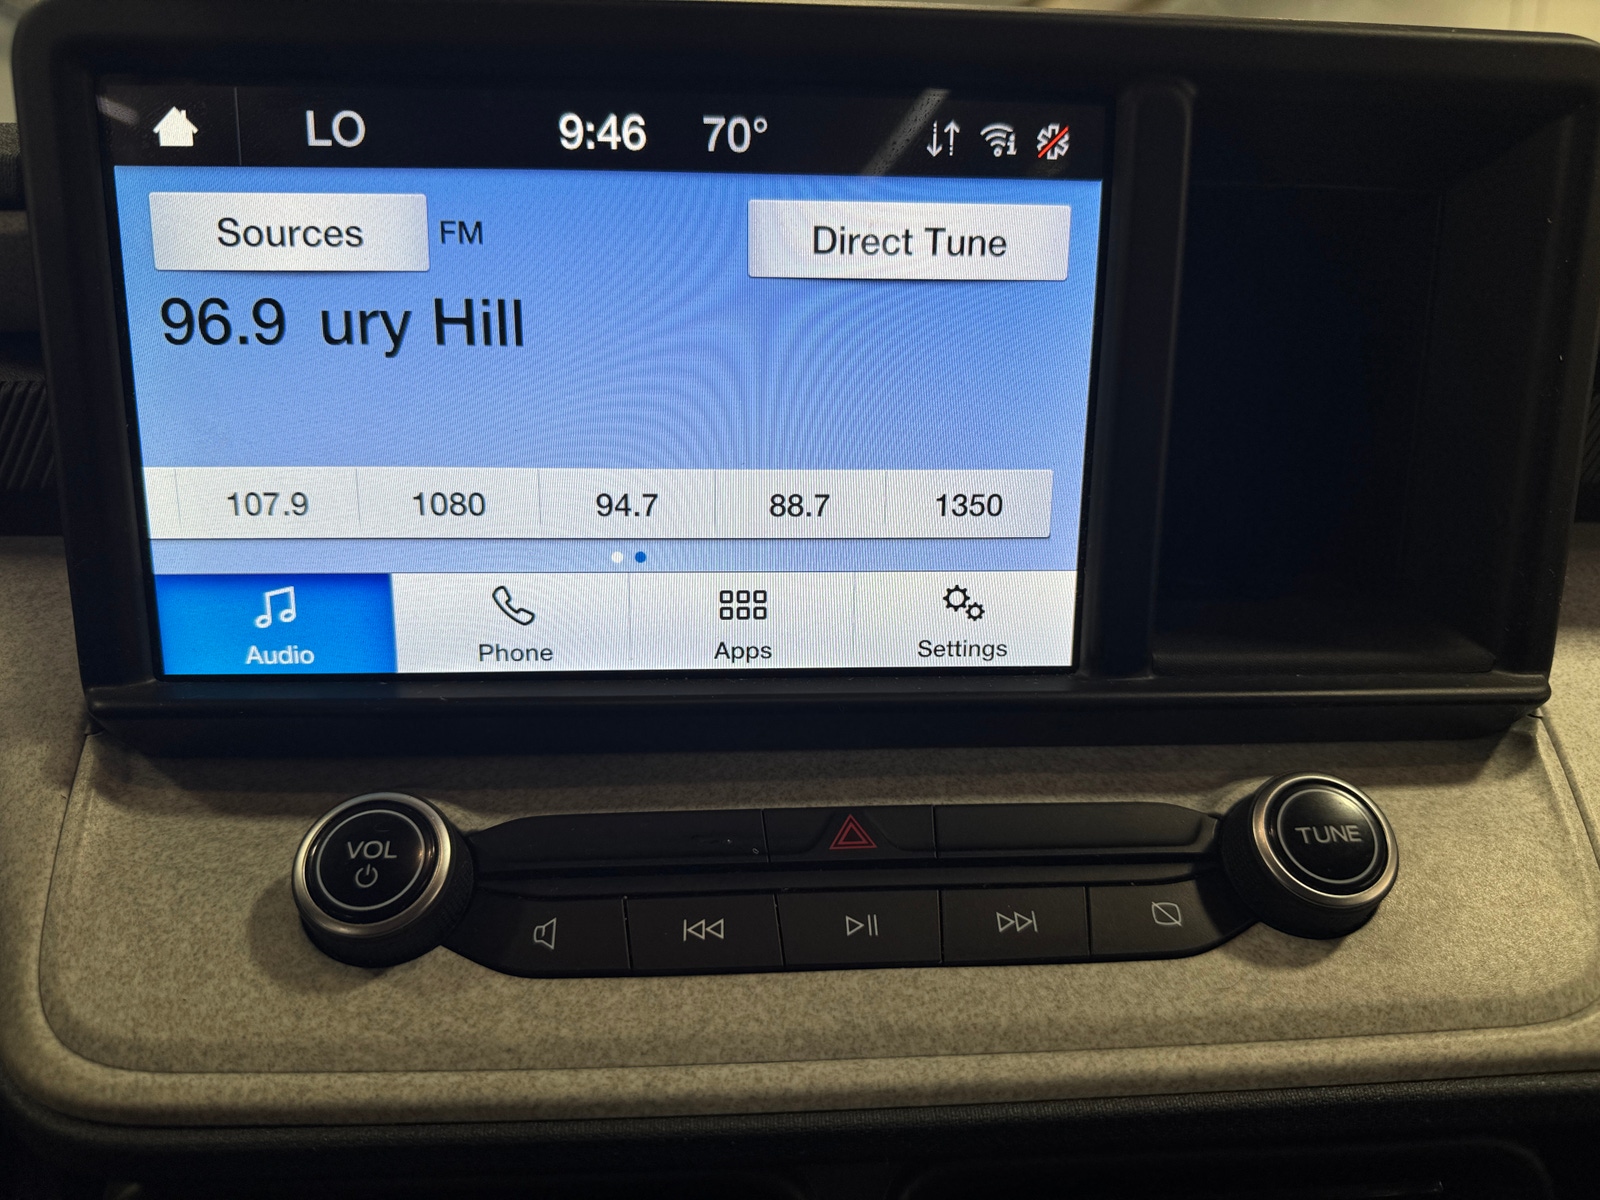 LO 9:46 70°
Sources FM Direct Tune
96.9 ury Hill
107.9 1080 94.7 88.7 1350
Audio Phone Apps Settings
VOL TUNE